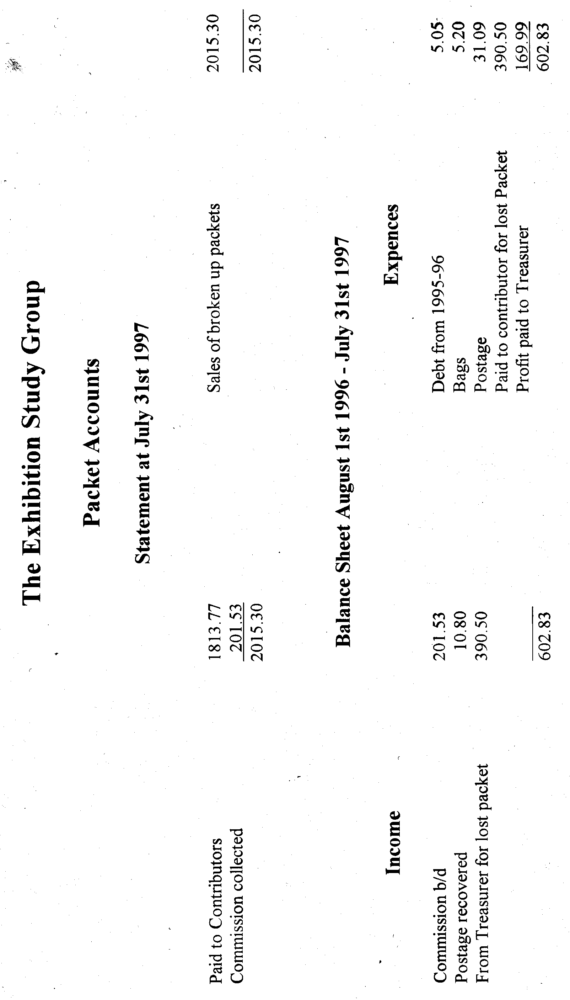 The Exhibition Study Group
Packet Accounts
Statement at July 31st 1997
Paid to Contributors 1813.77 Sales of broken up packets 2015.30
Commission collected 201.53
2015.30 2015.30
Balance Sheet August 1st 1996 - July 31st 1997
Income Expences
Commission b/d 201.53 Debt from 1995-96 5.05
Postage recovered 10.80 Bags 5.20
From Treasurer for lost packet 390.50 Postage 31.09
Paid to contributor for lost Packet 390.50
Profit paid to Treasurer 169.99
602.83 602.83